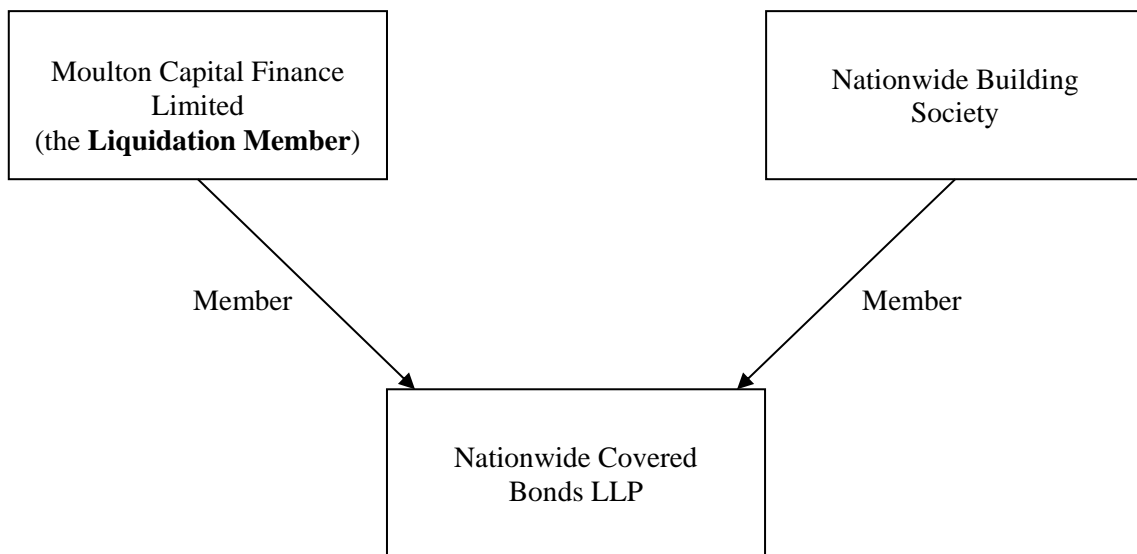 Moulton Capital Finance
Limited
(the Liquidation Member)
Nationwide Building
Society
Member
Member
Nationwide Covered
Bonds LLP